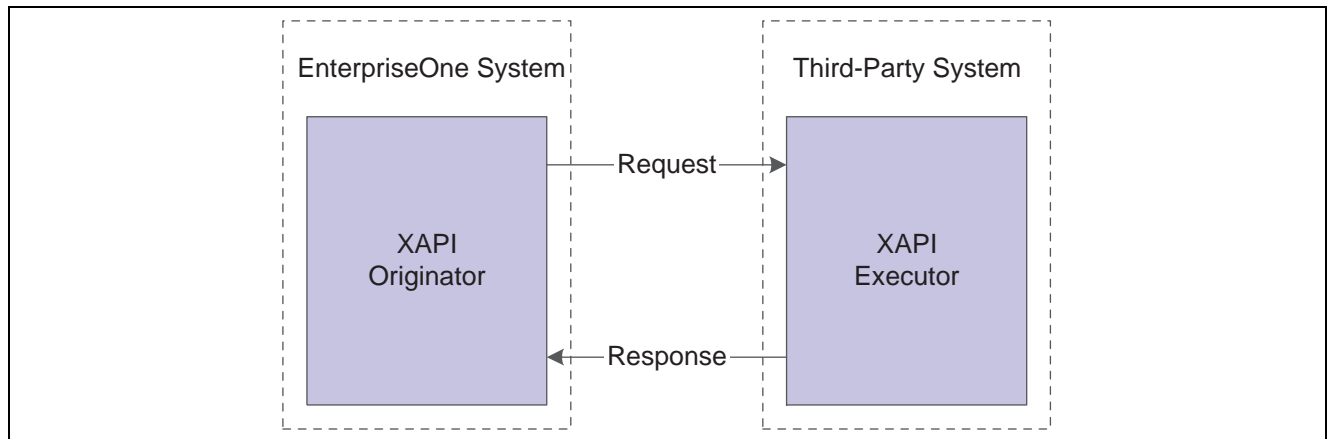 EnterpriseOne System
Third-Party System
Request
XAPI
Originator
XAPI
Executor
Response